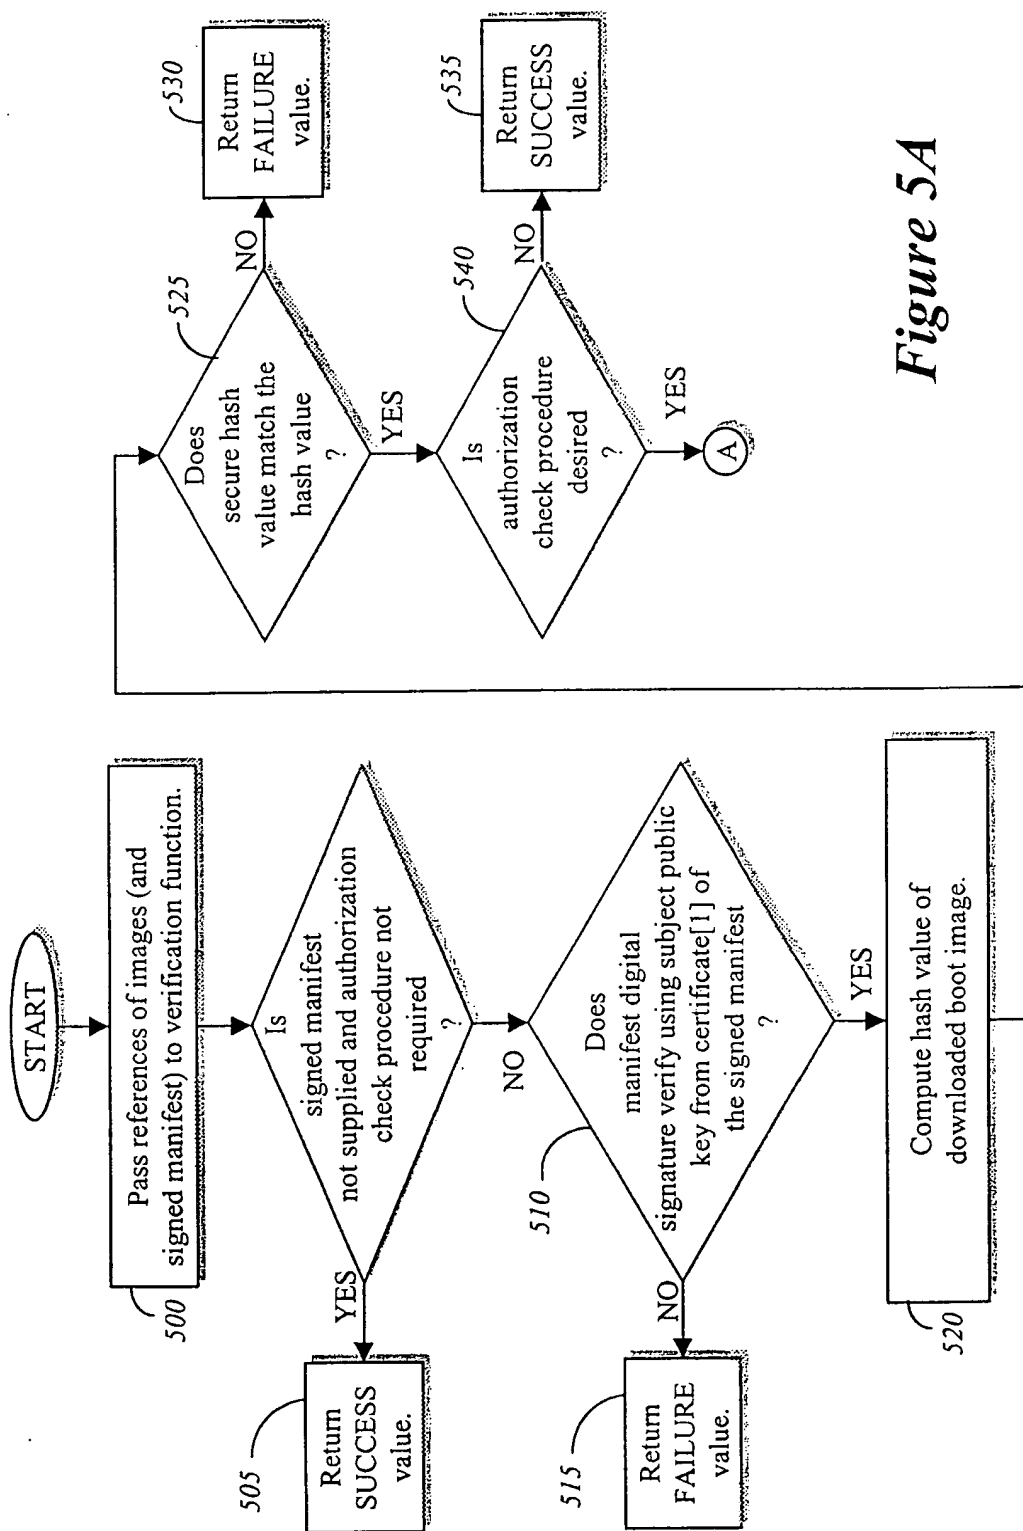 START
Pass references of images (and
signed manifest) to verification function.
500
Is
signed manifest
not supplied and authorization
check procedure not
required
?
YES
505
Return
SUCCESS
value.
NO
510
Does
manifest digital
signature verify using subject public
key from certificate[1] of
the signed manifest
?
NO
515
Return
FAILURE
value.
YES
Compute hash value of
downloaded boot image.
520
525
Does
secure hash
value match the
hash value
?
NO
530
Return
FAILURE
value.
YES
540
Is
authorization
check procedure
desired
?
NO
535
Return
SUCCESS
value.
YES
A
Figure 5A